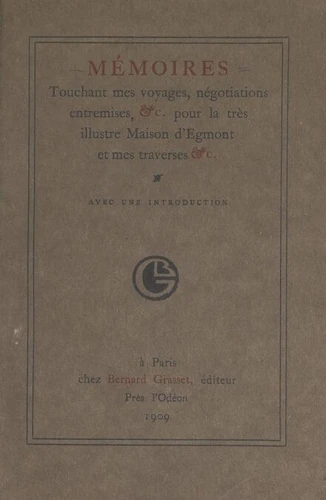 MÉMOIRES
Touchant mes voyages, négotiations
entremises, &c. pour la très
illustre Maison d'Egmont
et mes traverses &c.
AVEC UNE INTRODUCTION
BG
à Paris
chez Bernard Grasset, éditeur
Près l'Odéon
1909